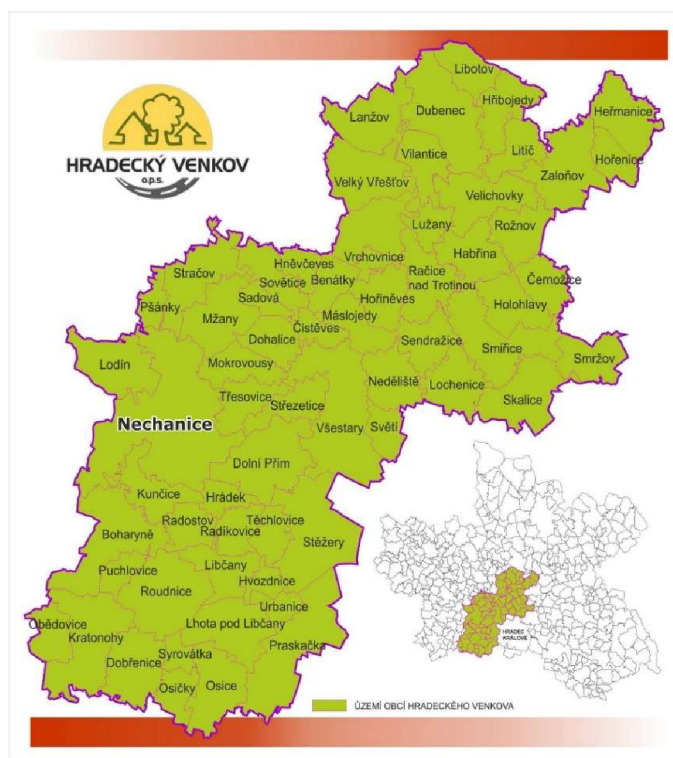 HRADECKÝ VENKOV
o.p.s.
Libotov
Hřibojedy
Lanžov
Dubenec
Heřmanice
Vilantice
Litíč
Hořenice
Velký Vřešťov
Zaloňov
Velichovky
Lužany
Rožnov
Vrchovnice
Habřina
Hněvčeves
Stračov
Sovětice
Benátky
Račice
nad Trotinou
Černožice
Sadová
Hořiněves
Holohlavy
Pšánky
Mžany
Máslojedy
Čistěves
Dohalice
Sendražice
Smiřice
Lodín
Mokrovousy
Smržov
Neděliště
Lochenice
Třesovice
Střezetice
Skalice
Nechanice
Všestary
Světí
Dolní Přím
Kunčice
Hrádek
Radostov
Těchlovice
Boharyně
Radíkovice
Stěžery
Puchlovice
Libčany
Hvozdnice
Roudnice
Urbanice
Obědovice
Lhota pod Libčany
Kratonohy
Praskačka
Syrovátka
Dobřenice
Osičky
Osice
HRADEC
KRÁLOVÉ
ÚZEMÍ OBCÍ HRADECKÉHO VENKOVA